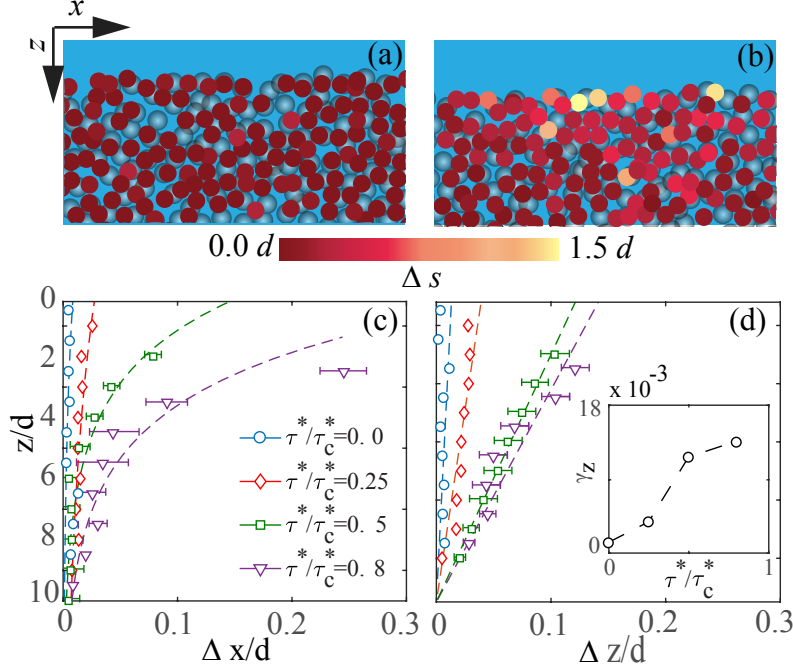 x
z
(a)
(b)
0.0 d
1.5 d
Δ s
(c)
0
2
4
6
8
10
z/d
τ*/τc*=0.0
τ*/τc*=0.25
τ*/τc*=0.5
τ*/τc*=0.8
0
0.1
0.2
0.3
Δ x/d
(d)
x 10⁻³
18
0
γz
0
1
τ*/τc*
0
0.1
0.2
0.3
Δ z/d